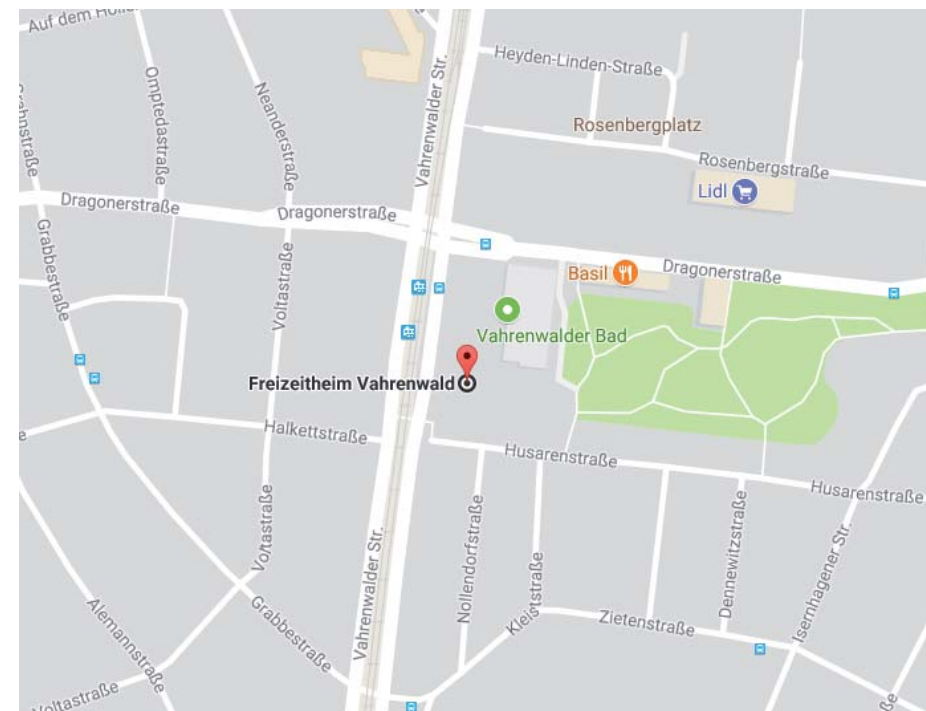 Auf dem
Vahrenwalder Str.
Heyden-Linden-Straße
Omptedastraße
Neanderstraße
Rosenbergplatz
Rosenbergstraße
Lidl
Dragonerstraße
Dragonerstraße
Grabbestraße
Voltastraße
Basil
Dragonerstraße
Vahrenwalder Bad
Freizeitheim Vahrenwald
Halkettstraße
Husarenstraße
Husarenstraße
Voltastraße
Nollendorfstraße
Dennewitzstraße
Isernhagener Str.
Vahrenwalder Str.
Kleiststraße
Zietenstraße
Alemannstraße
Grabbestraße
Voltastraße